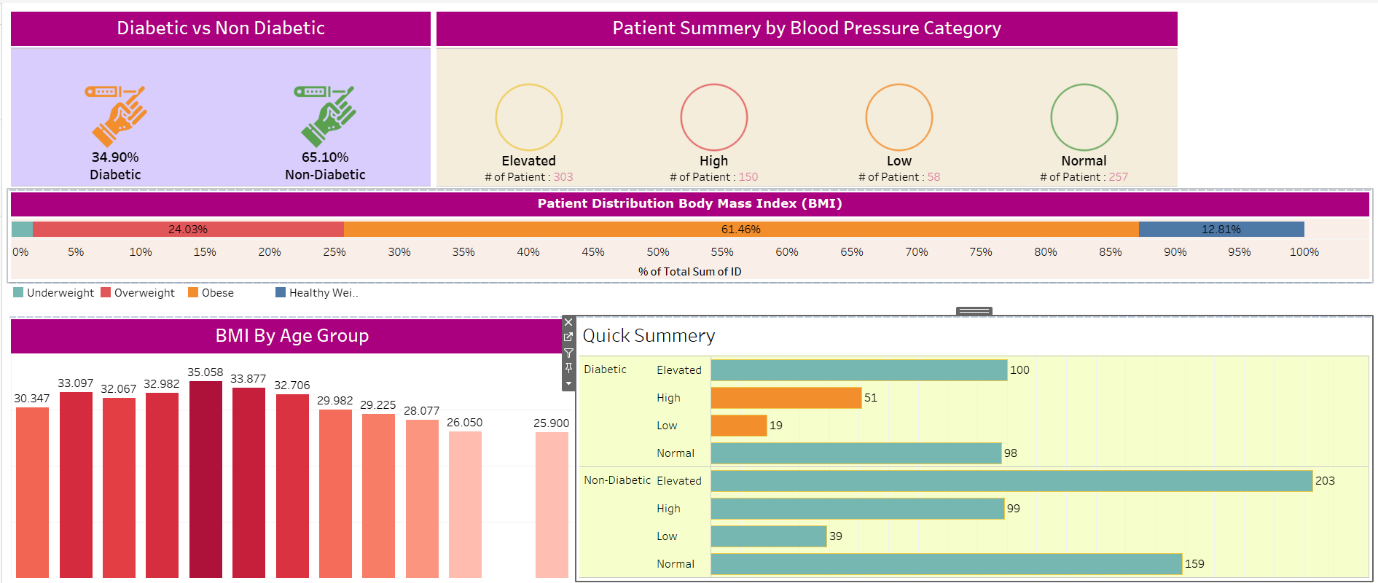 Diabetic vs Non Diabetic
Patient Summery by Blood Pressure Category
34.90%
Diabetic
65.10%
Non-Diabetic
Elevated
# of Patient : 303
High
# of Patient : 150
Low
# of Patient : 58
Normal
# of Patient : 257
Patient Distribution Body Mass Index (BMI)
24.03% 61.46% 12.81%
0% 5% 10% 15% 20% 25% 30% 35% 40% 45% 50% 55% 60% 65% 70% 75% 80% 85% 90% 95% 100%
% of Total Sum of ID
Underweight Overweight Obese Healthy Wei..
BMI By Age Group
30.347 33.097 32.067 32.982 35.058 33.877 32.706 29.982 29.225 28.077 26.050 25.900
Quick Summery
Diabetic Elevated 100
High 51
Low 19
Normal 98
Non-Diabetic Elevated 203
High 99
Low 39
Normal 159